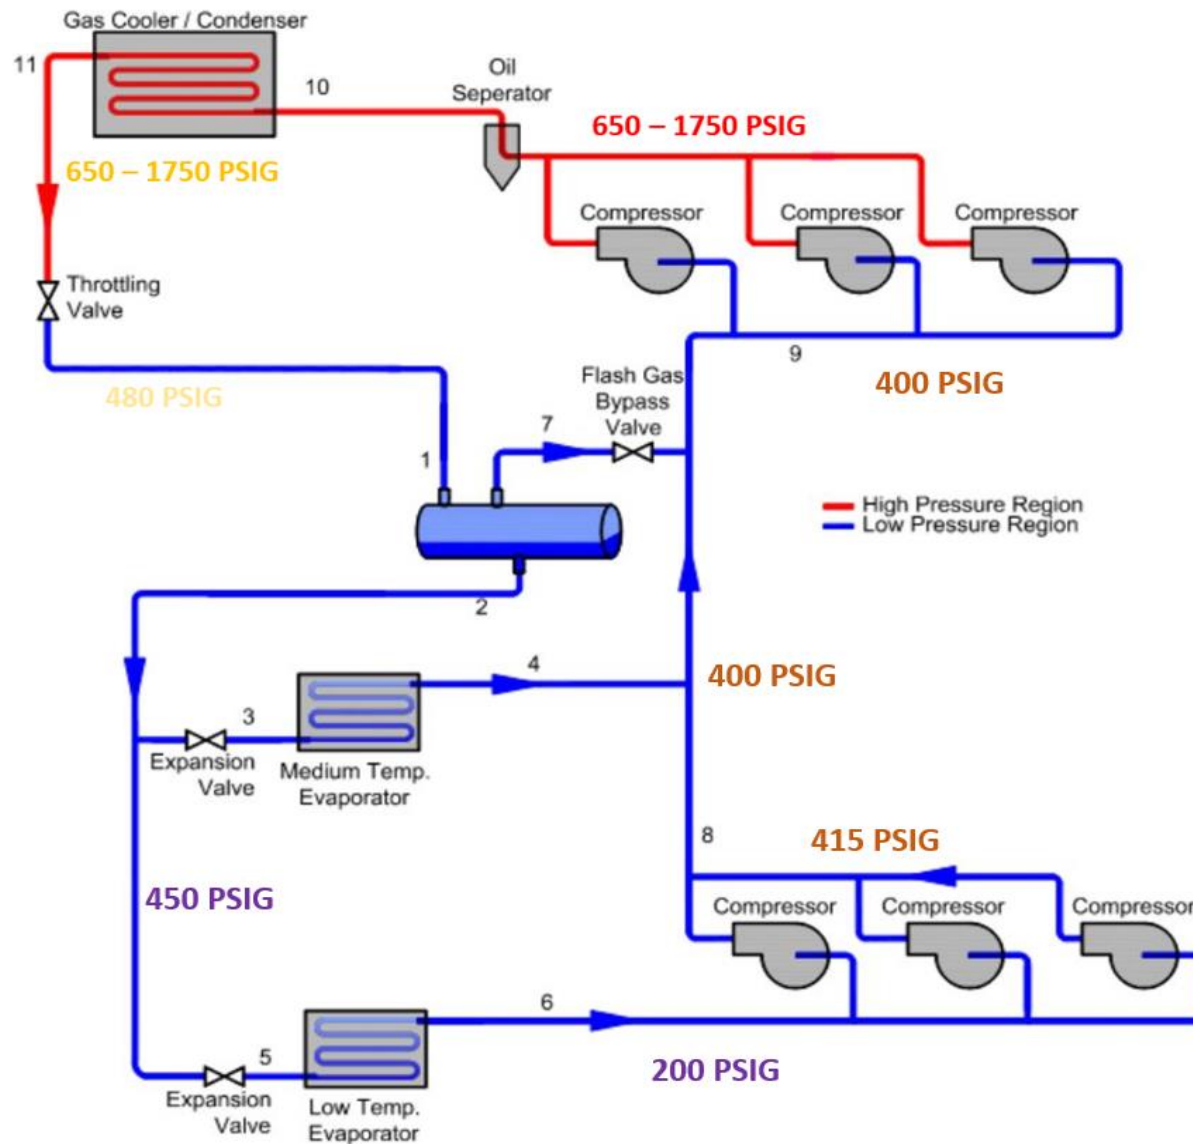 Gas Cooler / Condenser
11
10
Oil
Seperator
650 – 1750 PSIG
650 – 1750 PSIG
Compressor
Compressor
Compressor
Throttling
Valve
9
480 PSIG
Flash Gas
Bypass
Valve
400 PSIG
7
1
High Pressure Region
Low Pressure Region
2
4
400 PSIG
3
Expansion
Valve
Medium Temp.
Evaporator
8
415 PSIG
450 PSIG
Compressor
Compressor
Compressor
6
5
200 PSIG
Expansion
Valve
Low Temp.
Evaporator